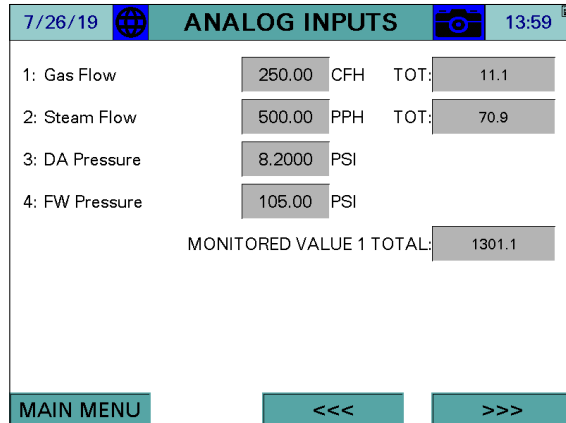 7/26/19 ANALOG INPUTS 13:59
1: Gas Flow 250.00 CFH TOT: 11.1
2: Steam Flow 500.00 PPH TOT: 70.9
3: DA Pressure 8.2000 PSI
4: FW Pressure 105.00 PSI
MONITORED VALUE 1 TOTAL: 1301.1
MAIN MENU <<< >>>